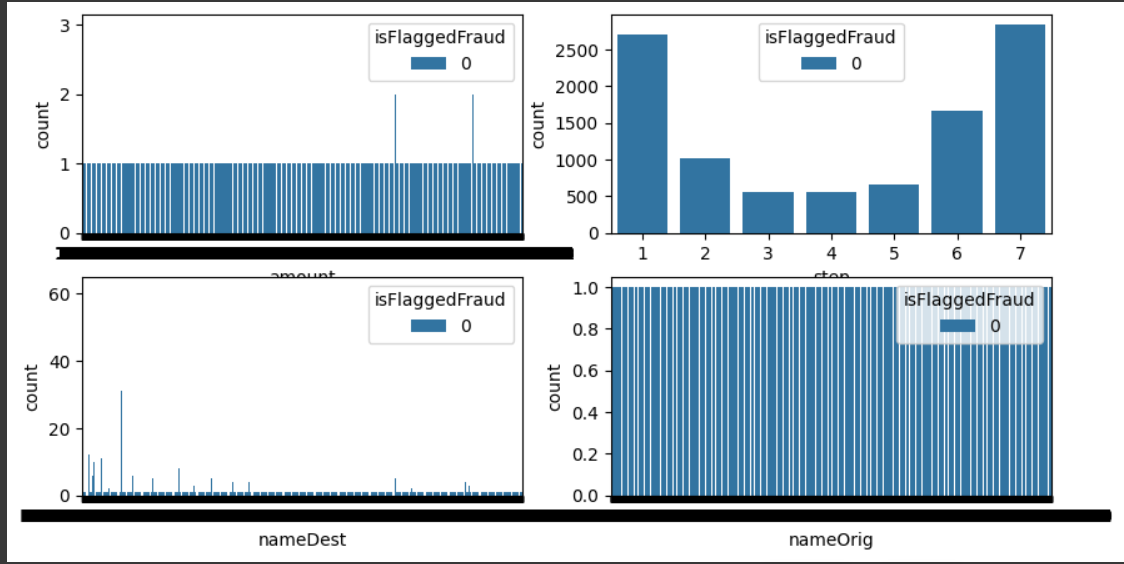 3
2
1
0
count
isFlaggedFraud
0
amount
2500
2000
1500
1000
500
0
count
isFlaggedFraud
0
1 2 3 4 5 6 7
step
60
40
20
0
count
isFlaggedFraud
0
nameDest
1.0
0.8
0.6
0.4
0.2
0.0
count
isFlaggedFraud
0
nameOrig